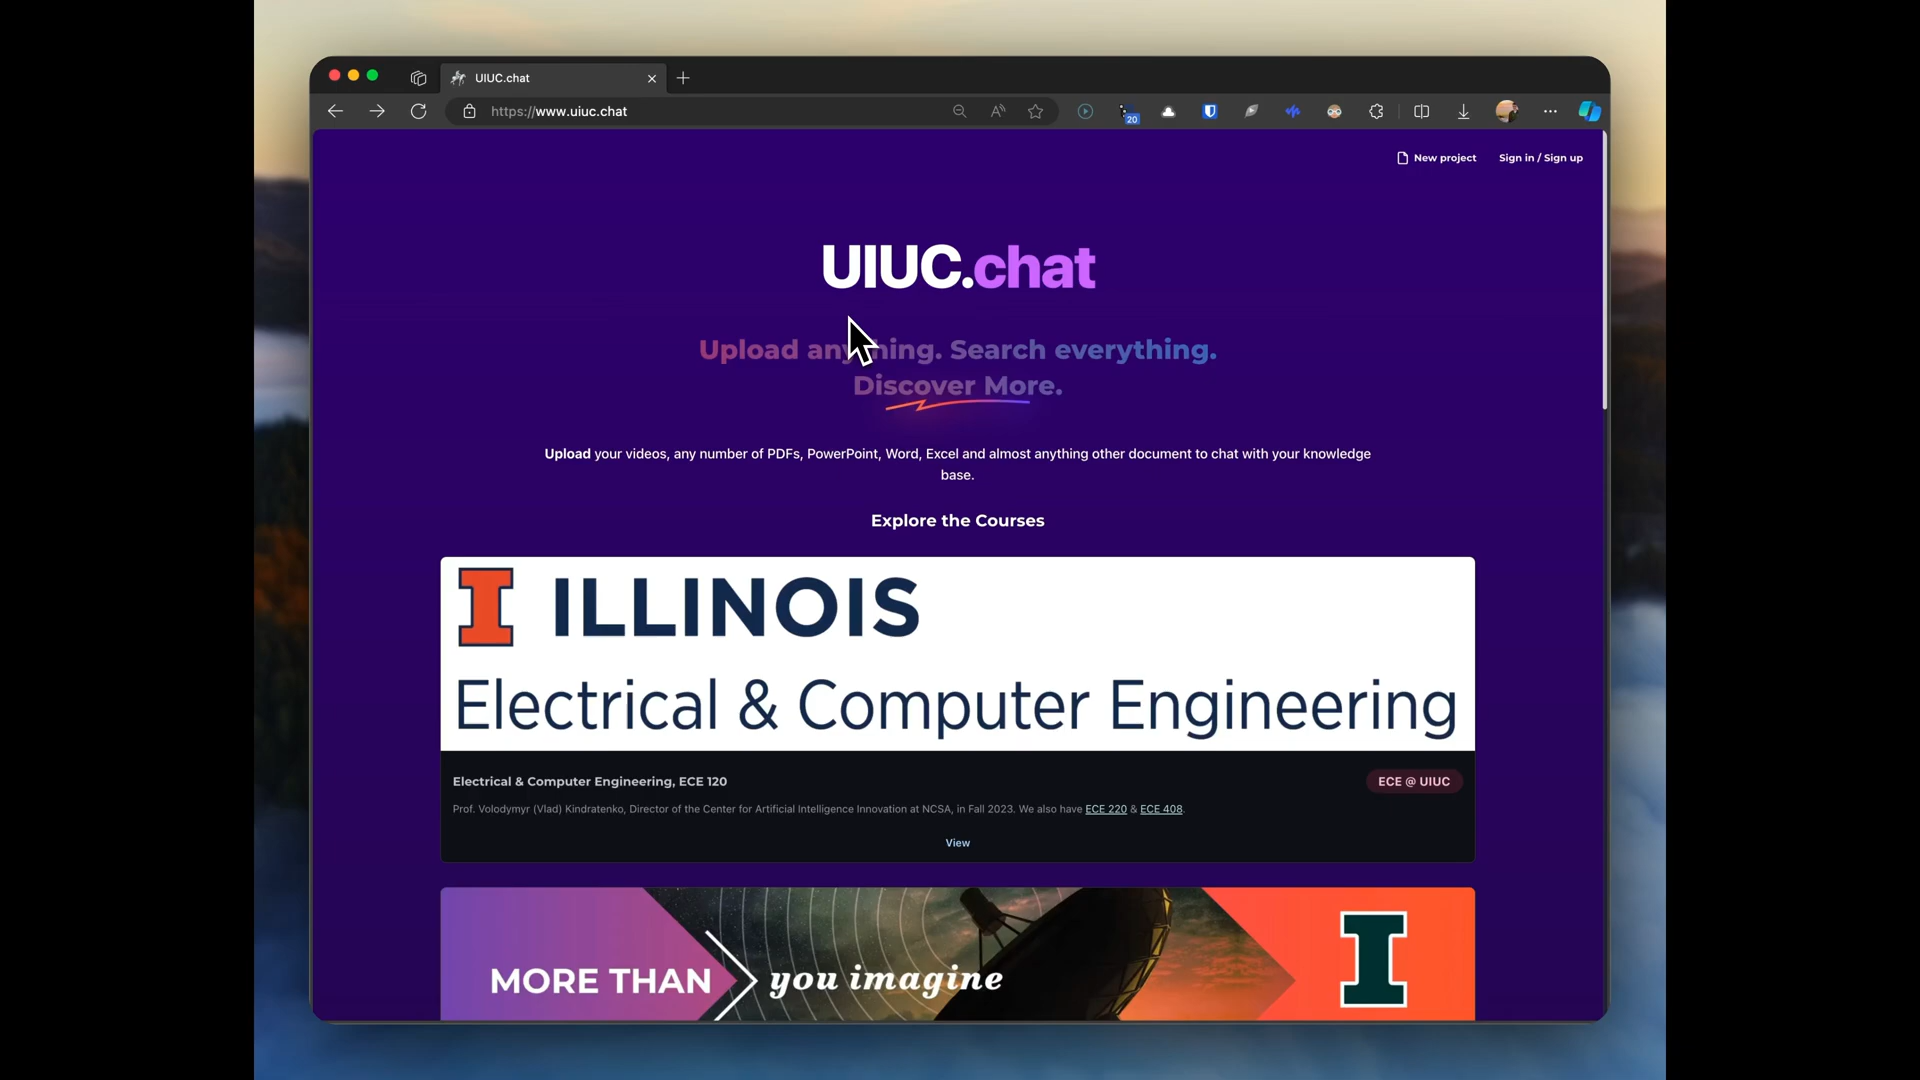 UIUC.chat
https://www.uiuc.chat
20
New project
Sign in / Sign up
UIUC.chat
Upload anything. Search everything.
Discover More.
Upload your videos, any number of PDFs, PowerPoint, Word, Excel and almost anything other document to chat with your knowledge
base.
Explore the Courses
I ILLINOIS
Electrical & Computer Engineering
Electrical & Computer Engineering, ECE 120
ECE @ UIUC
Prof. Volodymyr (Vlad) Kindratenko, Director of the Center for Artificial Intelligence Innovation at NCSA, in Fall 2023. We also have ECE 220 & ECE 408.
View
MORE THAN you imagine
I